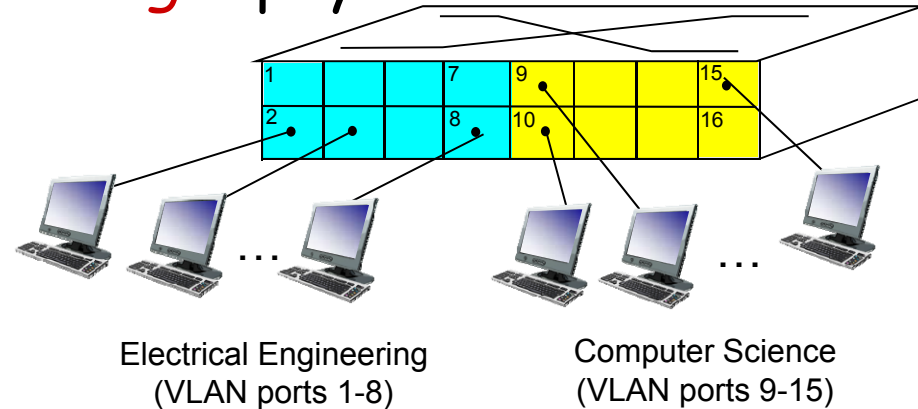 1 7 9 15
2 8 10 16
... ...
Electrical Engineering
(VLAN ports 1-8)
Computer Science
(VLAN ports 9-15)